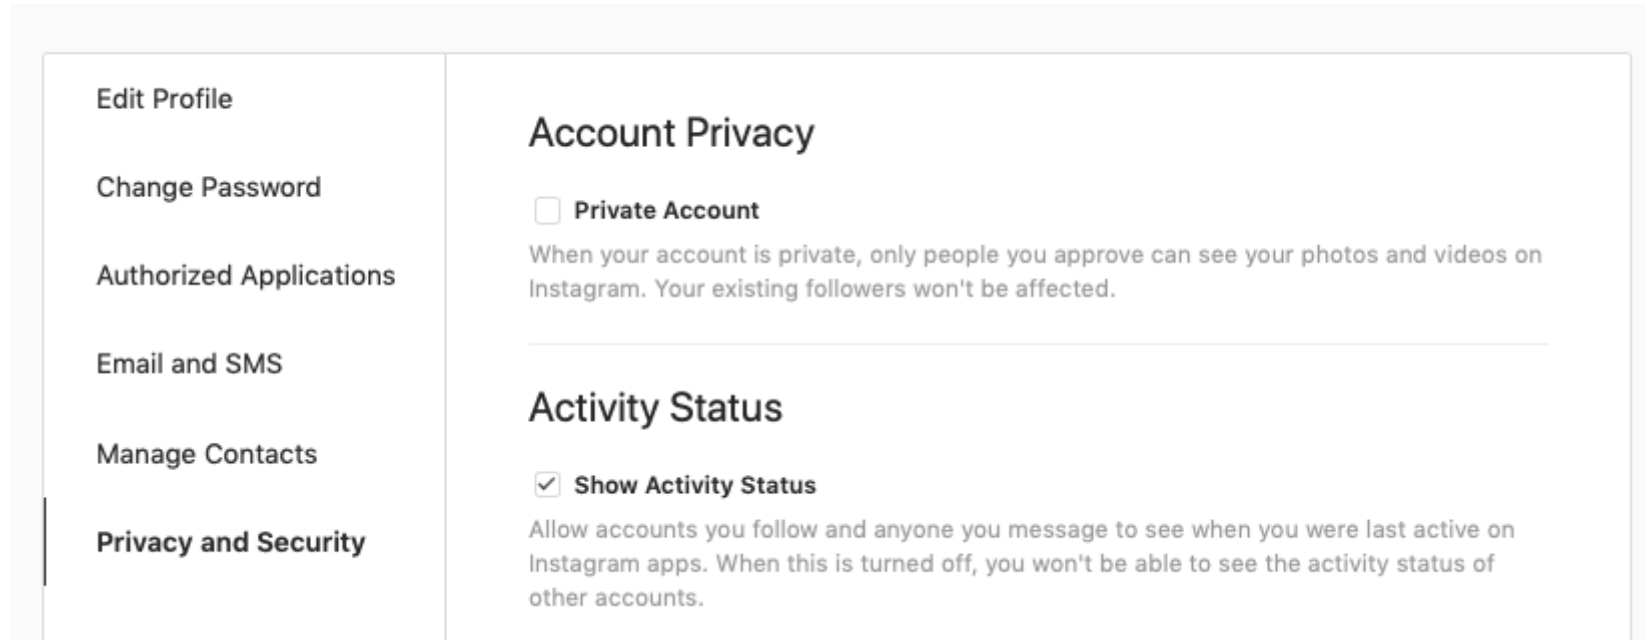 Edit Profile
Change Password
Authorized Applications
Email and SMS
Manage Contacts
Privacy and Security
Account Privacy
Private Account
When your account is private, only people you approve can see your photos and videos on
Instagram. Your existing followers won't be affected.
Activity Status
Show Activity Status
Allow accounts you follow and anyone you message to see when you were last active on
Instagram apps. When this is turned off, you won't be able to see the activity status of
other accounts.